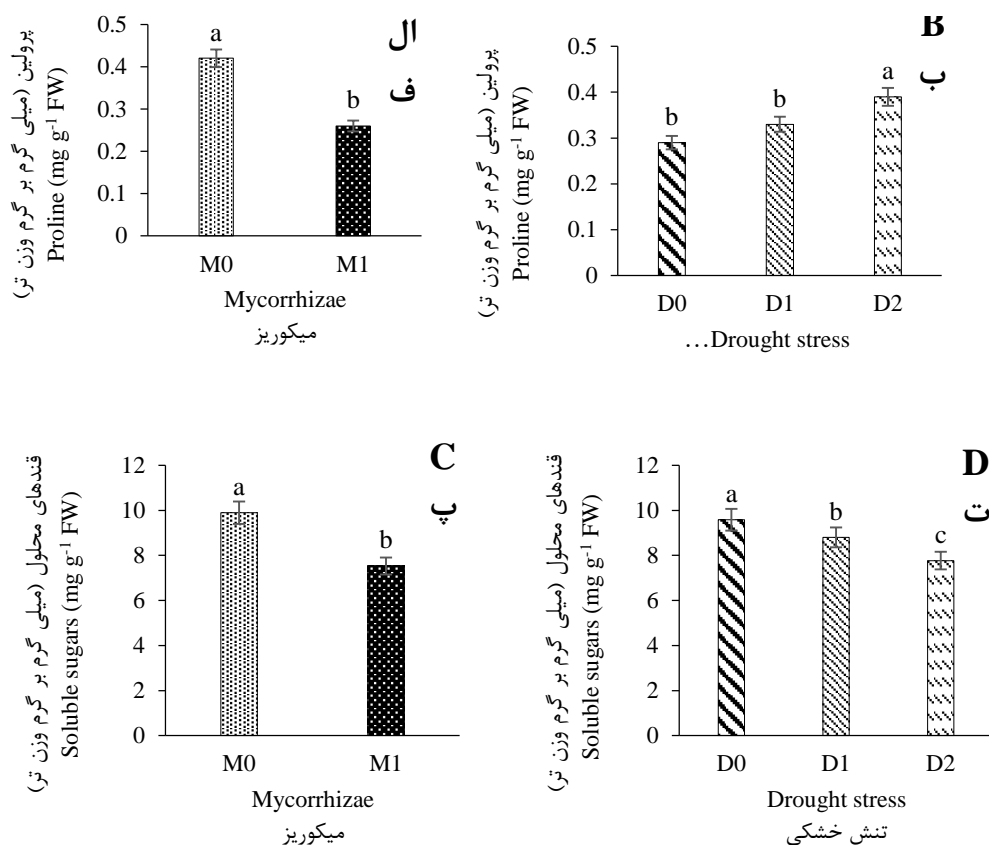 پرولین (میلی گرم بر گرم وزن تر)
Proline (mg g⁻¹ FW)
0.5
0.4
0.3
0.2
0.1
0
a
b
ال
ف
M0
M1
Mycorrhizae
میکوریز
پرولین (میلی گرم بر گرم وزن تر)
Proline (mg g⁻¹ FW)
0.5
0.4
0.3
0.2
0.1
0
b
b
a
B
ب
D0
D1
D2
...Drought stress
قندهای محلول (میلی گرم بر گرم وزن تر)
Soluble sugars (mg g⁻¹ FW)
12
10
8
6
4
2
0
a
b
C
پ
M0
M1
Mycorrhizae
میکوریز
قندهای محلول (میلی گرم بر گرم وزن تر)
Soluble sugars (mg g⁻¹ FW)
12
10
8
6
4
2
0
a
b
c
D
ت
D0
D1
D2
Drought stress
تنش خشکی